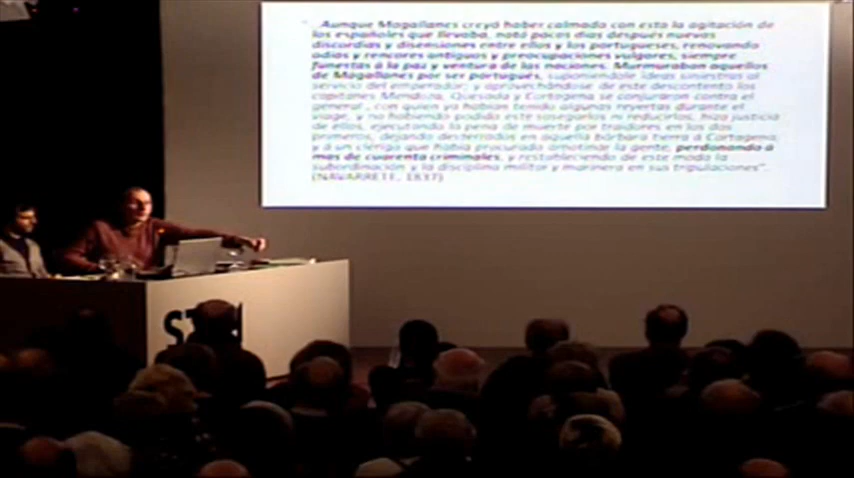 "Aunque Magallanes creyó haber calmado con esto la agitación de
los españoles que llevaba, notó pocos días después nuevas
discordias y disensiones entre ellos y los portugueses, renovando
odios y rencores antiguos y preocupaciones vulgares, siempre
funestas á la paz y ventura de las naciones. Murmuraban aquellos
de Magallanes por ser portugués, suponiéndole ideas siniestras al
servicio del emperador; y aprovechándose de este descontento los
capitanes Mendoza, Quesada y Cartagena se conjuraron contra el
general, con quien ya habían tenido algunas reyertas durante el
viage, y no habiendo podido este sosegarlos ni reducirlos, hizo justicia
de ellos, ejecutando la pena de muerte por traidores en los dos
primeros, dejando desterrados en aquella bárbara tierra á Cartagena,
y á un clérigo que había procurado amotinar la gente, perdonando á
mas de cuarenta criminales, y restableciendo de este modo la
subordinación y la disciplina militar y marinera en sus tripulaciones".
(NAVARRETE, 1837)